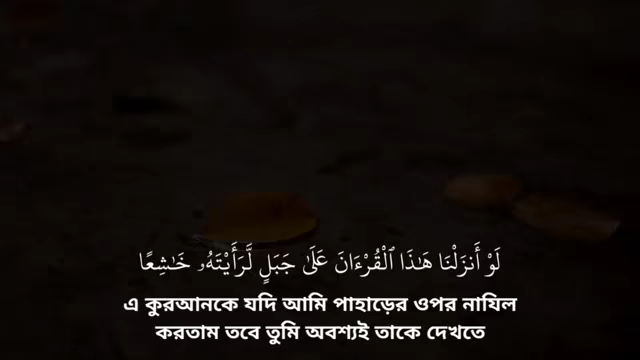 لَوْ أَنزَلْنَا هَـٰذَا ٱلْقُرْءَانَ عَلَىٰ جَبَلٍ لَّرَأَيْتَهُۥ خَـٰشِعًا
এ কুরআনকে যদি আমি পাহাড়ের ওপর নাযিল
করতাম তবে তুমি অবশ্যই তাকে দেখতে